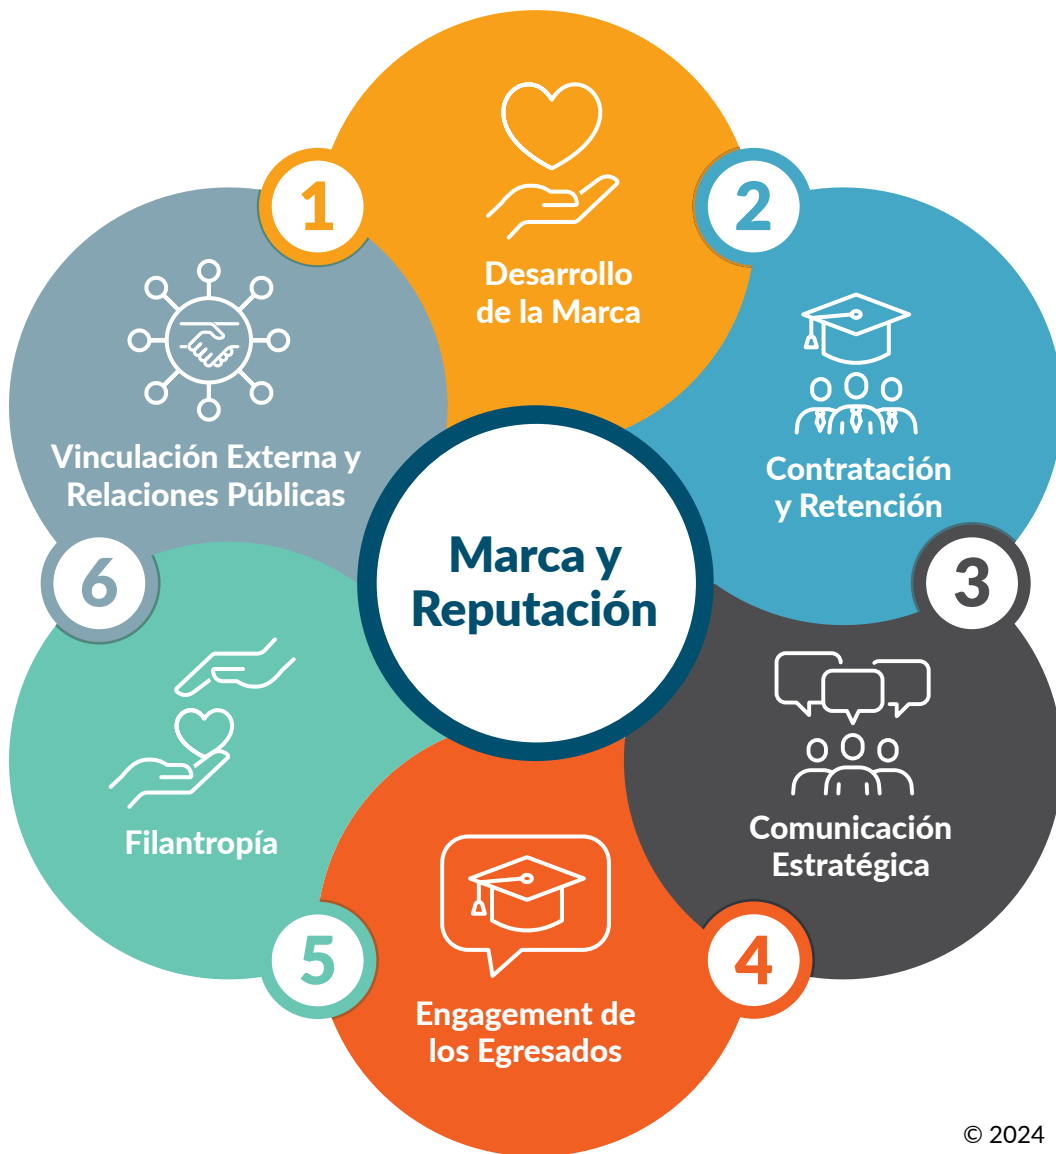 1
Desarrollo
de la Marca
2
Contratación
y Retención
3
Comunicación
Estratégica
4
Engagement de
los Egresados
5
Filantropía
6
Vinculación Externa y
Relaciones Públicas
Marca y
Reputación
© 2024